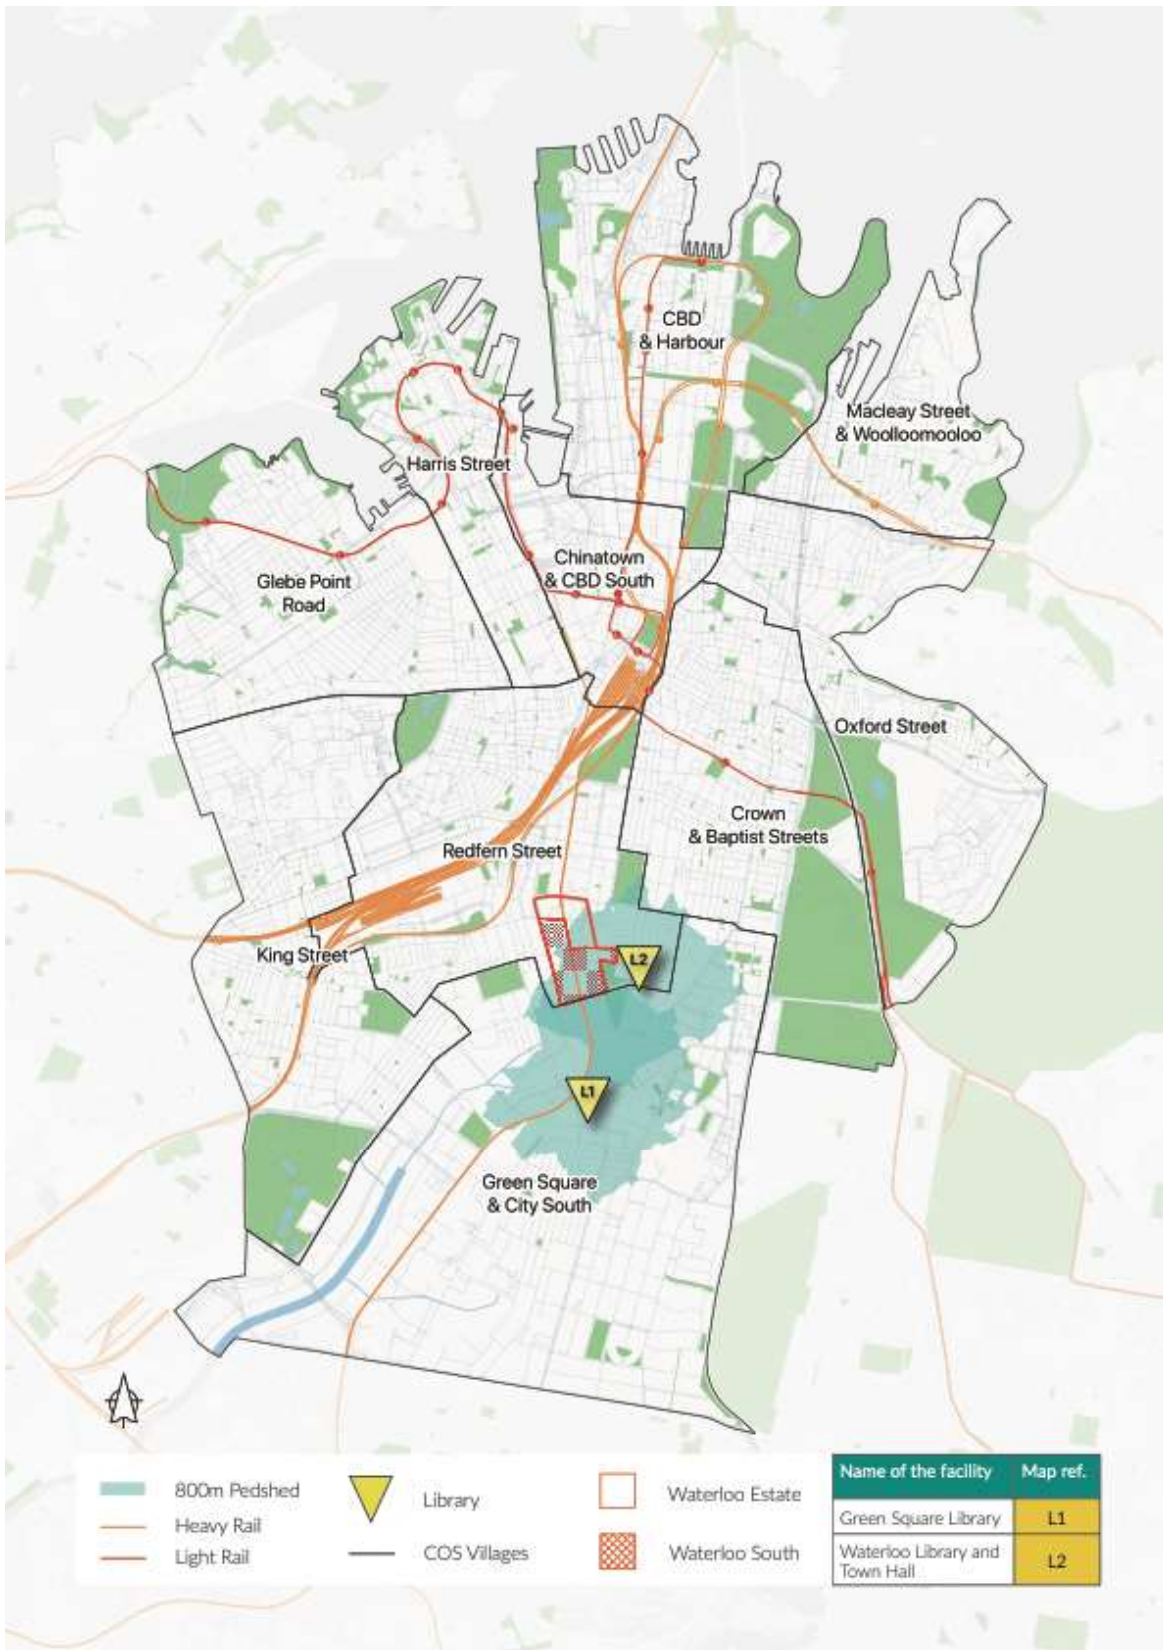 CBD
& Harbour
Macleay Street
& Woolloomooloo
Harris Street
Chinatown
& CBD South
Glebe Point
Road
Oxford Street
Crown
& Baptist Streets
Redfern Street
King Street
L2
L1
Green Square
& City South
800m Pedshed
Heavy Rail
Light Rail
Library
COS Villages
Waterloo Estate
Waterloo South
Name of the facility Map ref.
Green Square Library L1
Waterloo Library and
Town Hall L2